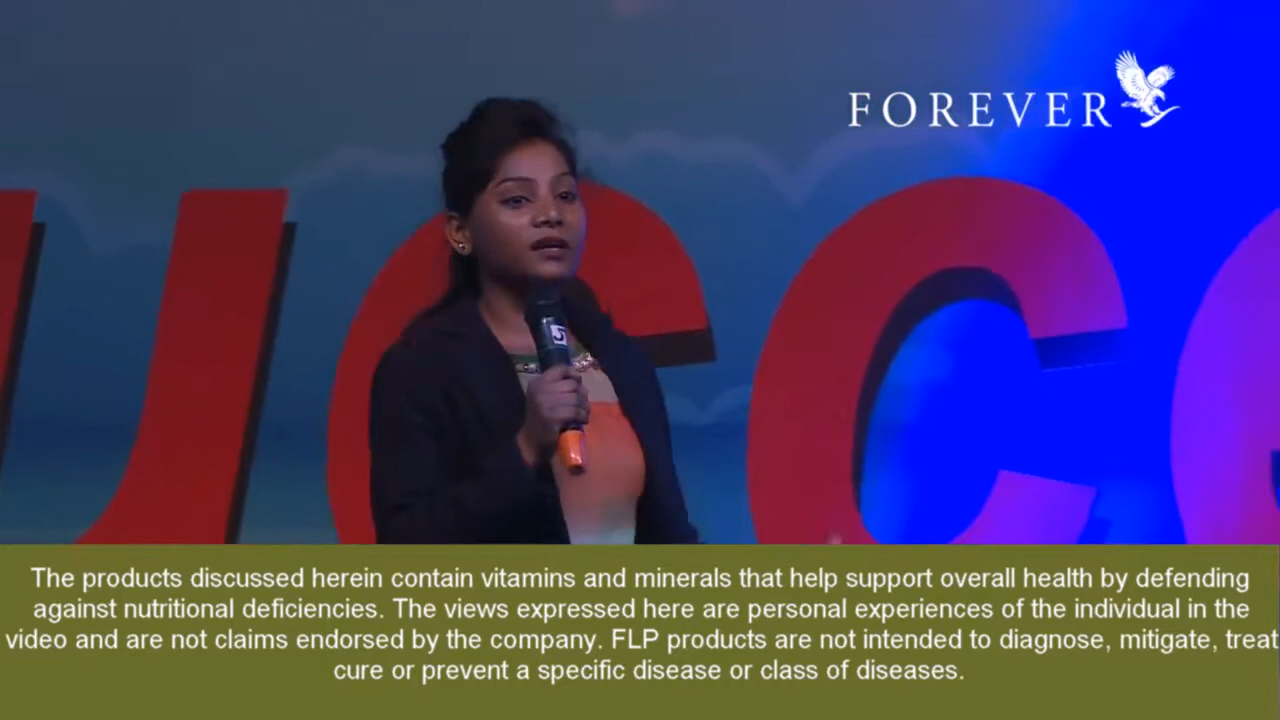 FOREVER
UCCE
The products discussed herein contain vitamins and minerals that help support overall health by defending
against nutritional deficiencies. The views expressed here are personal experiences of the individual in the
video and are not claims endorsed by the company. FLP products are not intended to diagnose, mitigate, treat
cure or prevent a specific disease or class of diseases.